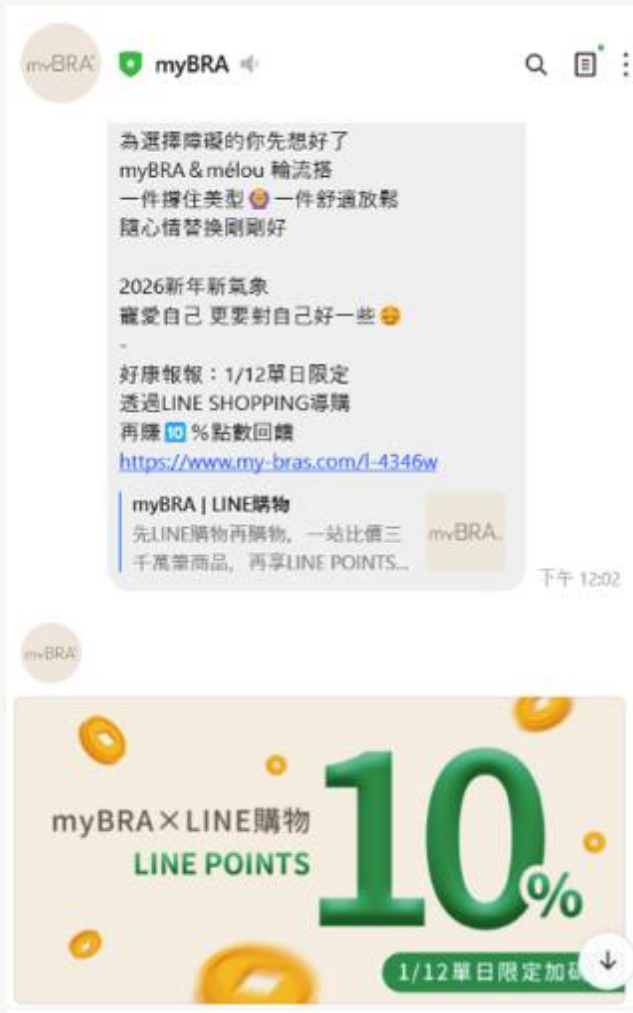 myBRA
myBRA
為選擇障礙的你先想好了
myBRA＆mélou 輪流搭
一件撐住美型🙆一件舒適放鬆
隨心情替換剛剛好
2026新年新氣象
寵愛自己 更要對自己好一些😊
-
好康報報：1/12單日限定
透過LINE SHOPPING導購
再賺🔟%點數回饋
https://www.my-bras.com/l-4346w
myBRA | LINE購物
先LINE購物再購物，一站比價三
千萬筆商品，再享LINE POINTS...
myBRA
下午 12:02
myBRA
myBRA×LINE購物
LINE POINTS
10%
1/12單日限定加